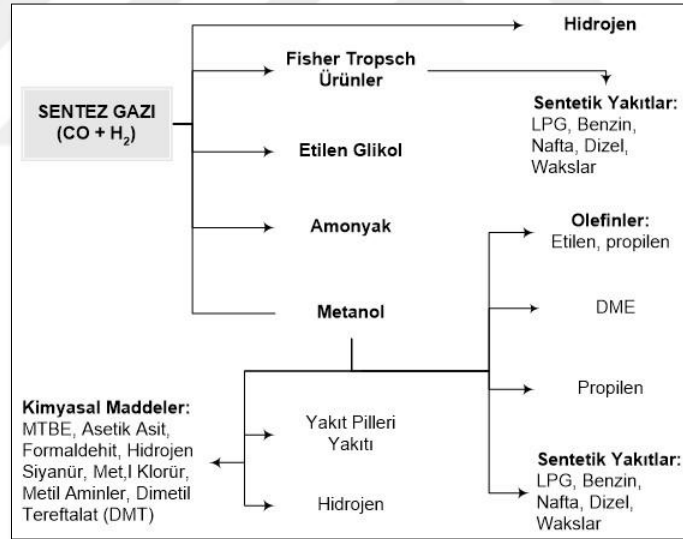 Hidrojen
Fisher Tropsch
Ürünler
SENTEZ GAZI
(CO + H₂)
Sentetik Yakıtlar:
LPG, Benzin,
Nafta, Dizel,
Wakslar
Etilen Glikol
Amonyak
Olefinler:
Etilen, propilen
Metanol
DME
Propilen
Kimyasal Maddeler:
MTBE, Asetik Asit,
Formaldehit, Hidrojen
Siyanür, Met,l Klorür,
Metil Aminler, Dimetil
Tereftalat (DMT)
Yakıt Pilleri
Yakıtı
Hidrojen
Sentetik Yakıtlar:
LPG, Benzin,
Nafta, Dizel,
Wakslar